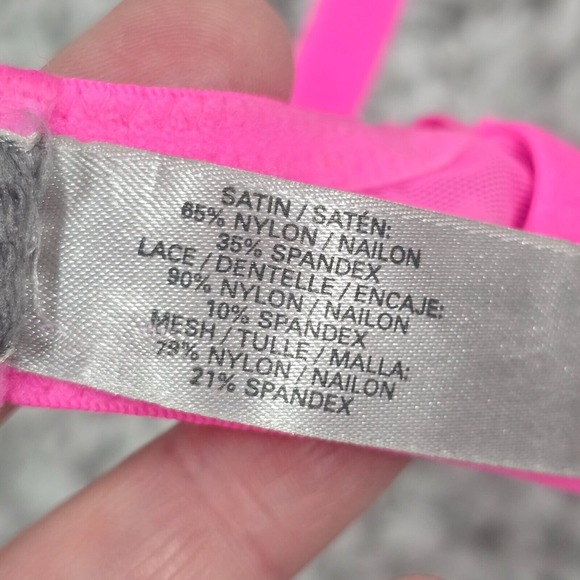 SATIN / SATÉN:
65% NYLON / NAILON
35% SPANDEX
LACE / DENTELLE / ENCAJE:
90% NYLON / NAILON
10% SPANDEX
MESH / TULLE / MALLA:
79% NYLON / NAILON
21% SPANDEX